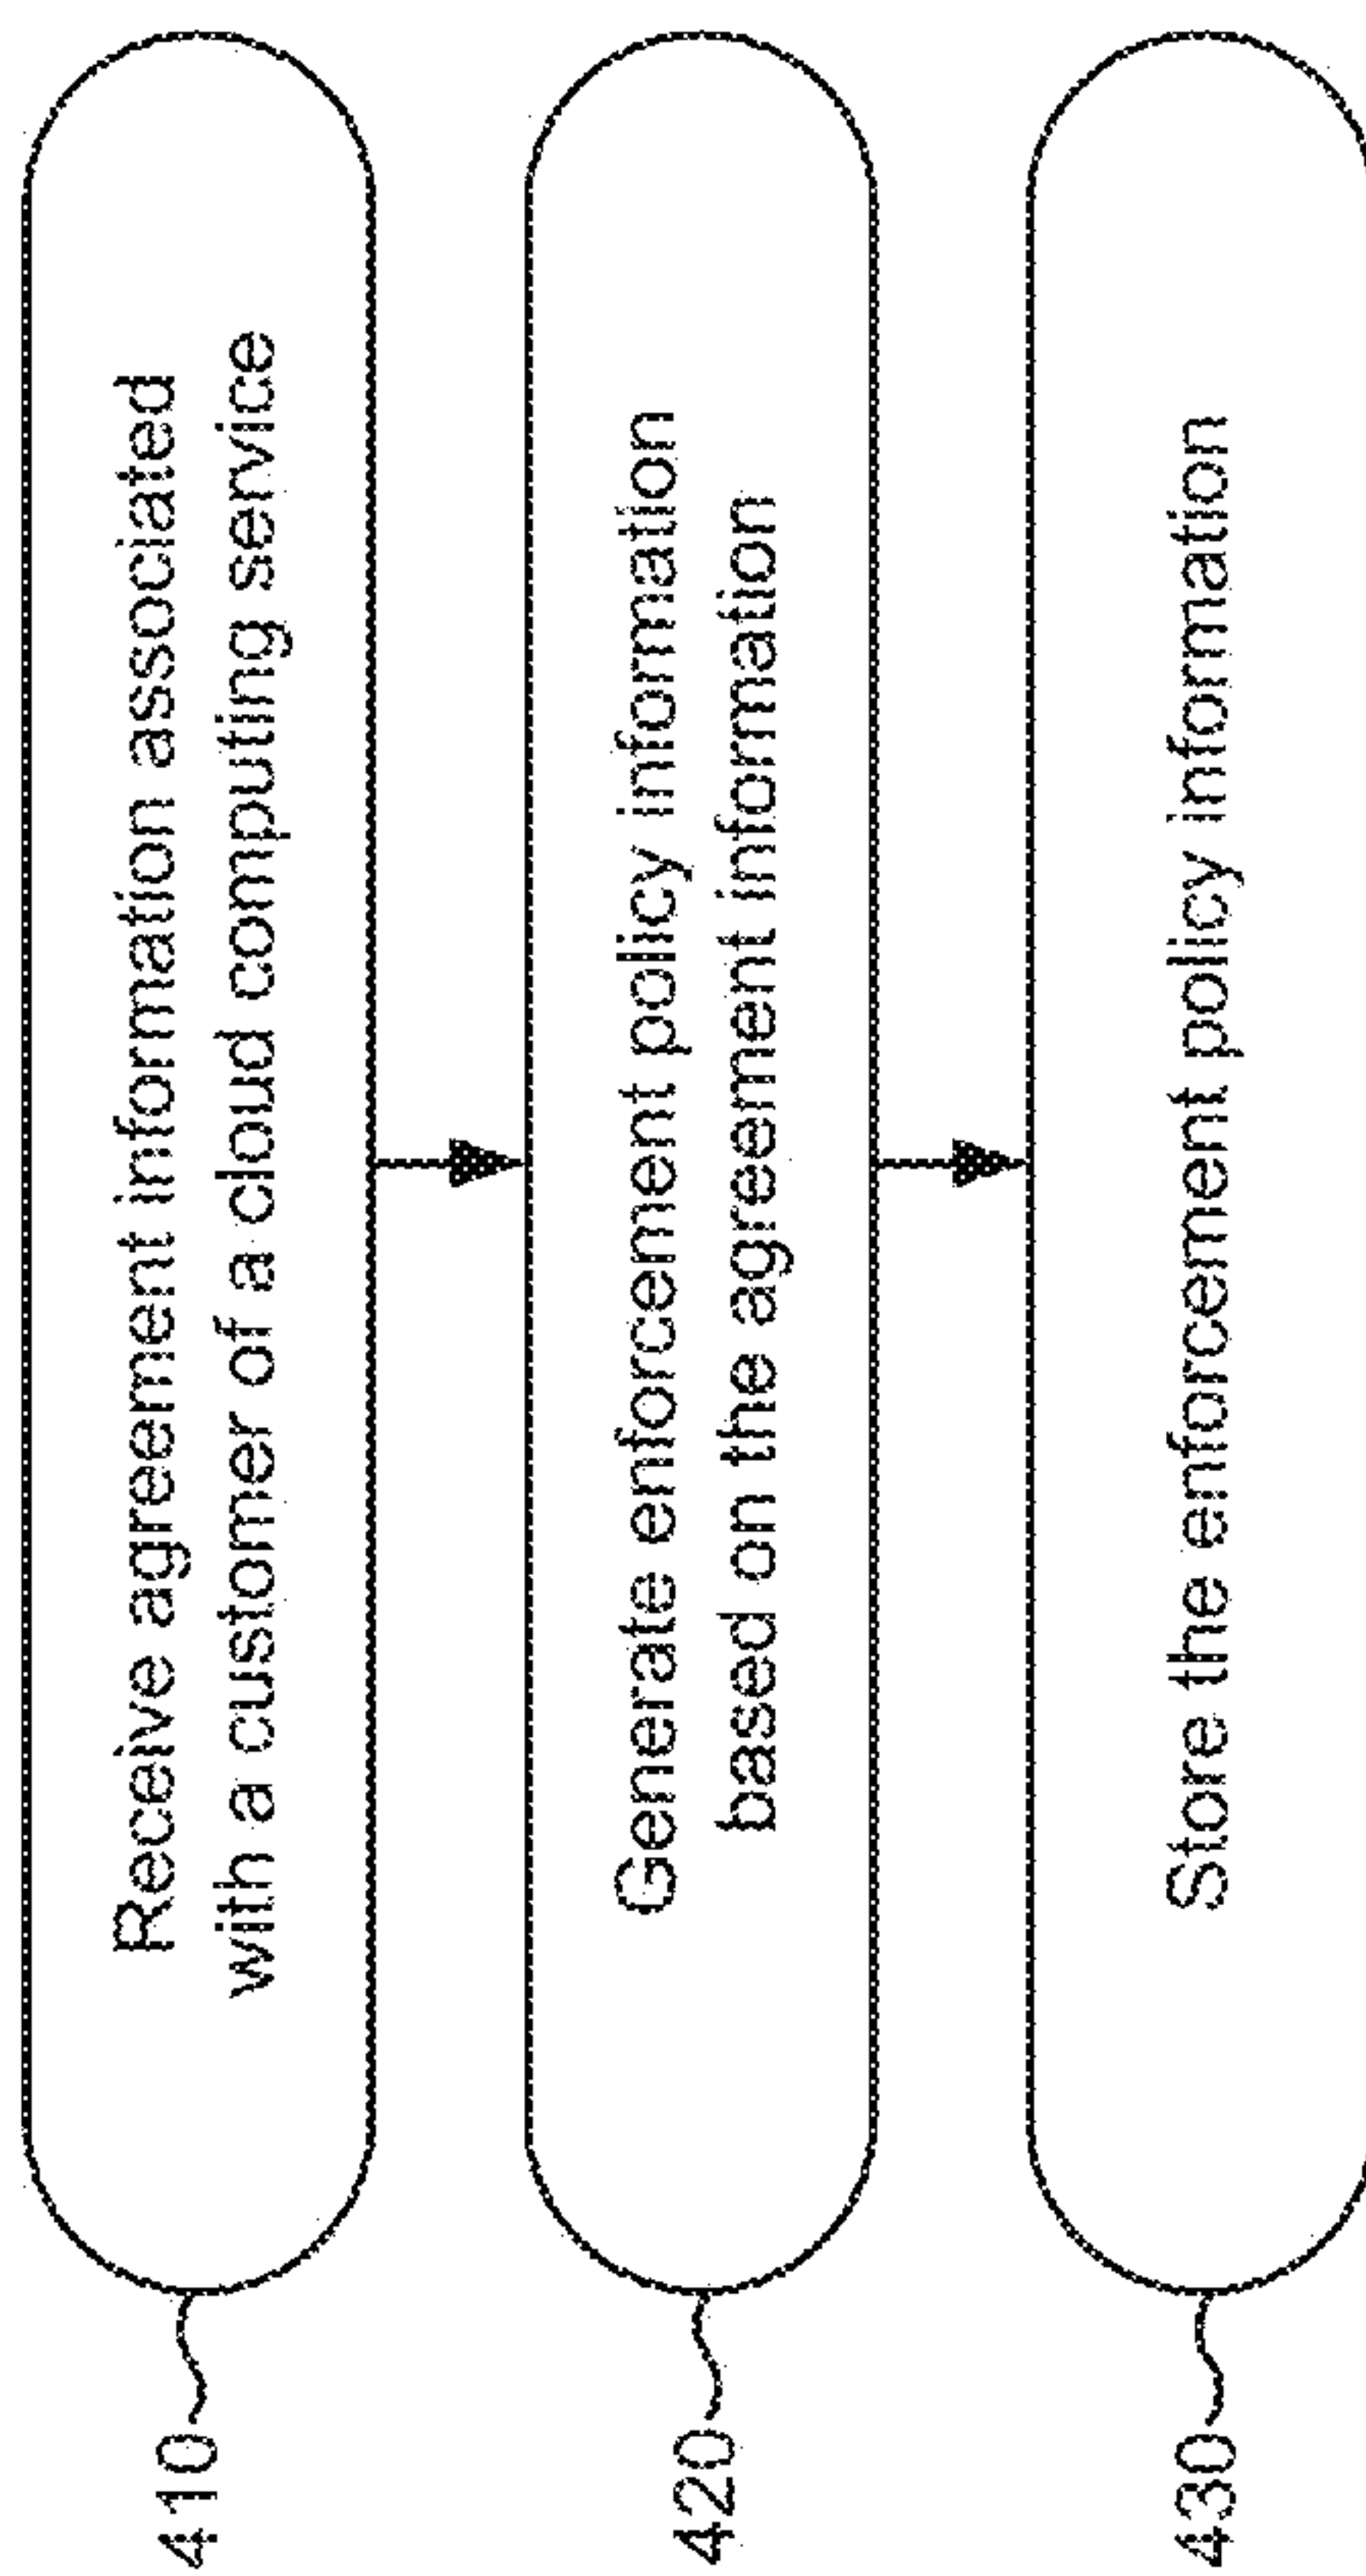 410
Receive agreement information associated
with a customer of a cloud computing service
420
Generate enforcement policy information
based on the agreement information
430
Store the enforcement policy information